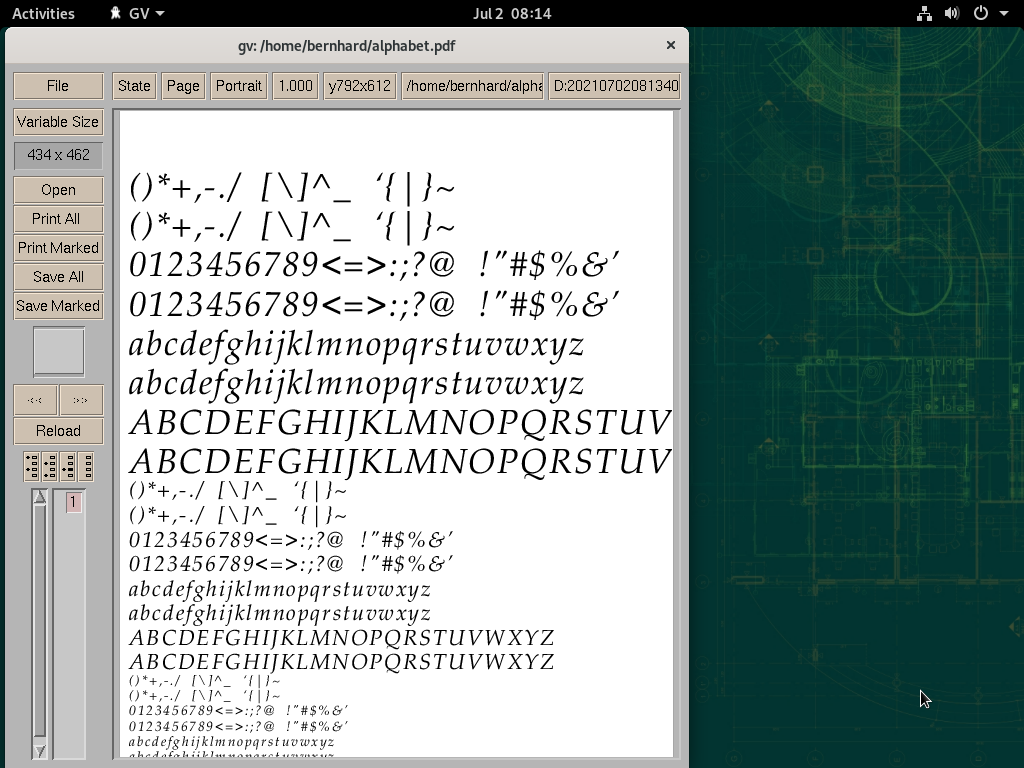 Activities GV Jul 2 08:14
gv: /home/bernhard/alphabet.pdf ×
File State Page Portrait 1.000 y792x612 /home/bernhard/alpha D:20210702081340
Variable Size
434 x 462
Open
Print All
Print Marked
Save All
Save Marked
<< >>
Reload
1
()*+,-./ [\]^_ ‘{|}~
()*+,-./ [\]^_ ‘{|}~
0123456789<=>:;?@ !"#$%&’
0123456789<=>:;?@ !"#$%&’
abcdefghijklmnopqrstuvwxyz
abcdefghijklmnopqrstuvwxyz
ABCDEFGHIJKLMNOPQRSTUV
ABCDEFGHIJKLMNOPQRSTUV
()*+,-./ [\]^_ ‘{|}~
()*+,-./ [\]^_ ‘{|}~
0123456789<=>:;?@ !"#$%&’
0123456789<=>:;?@ !"#$%&’
abcdefghijklmnopqrstuvwxyz
abcdefghijklmnopqrstuvwxyz
ABCDEFGHIJKLMNOPQRSTUVWXYZ
ABCDEFGHIJKLMNOPQRSTUVWXYZ
()*+,-./ [\]^_ ‘{|}~
()*+,-./ [\]^_ ‘{|}~
0123456789<=>:;?@ !"#$%&’
0123456789<=>:;?@ !"#$%&’
abcdefghijklmnopqrstuvwxyz